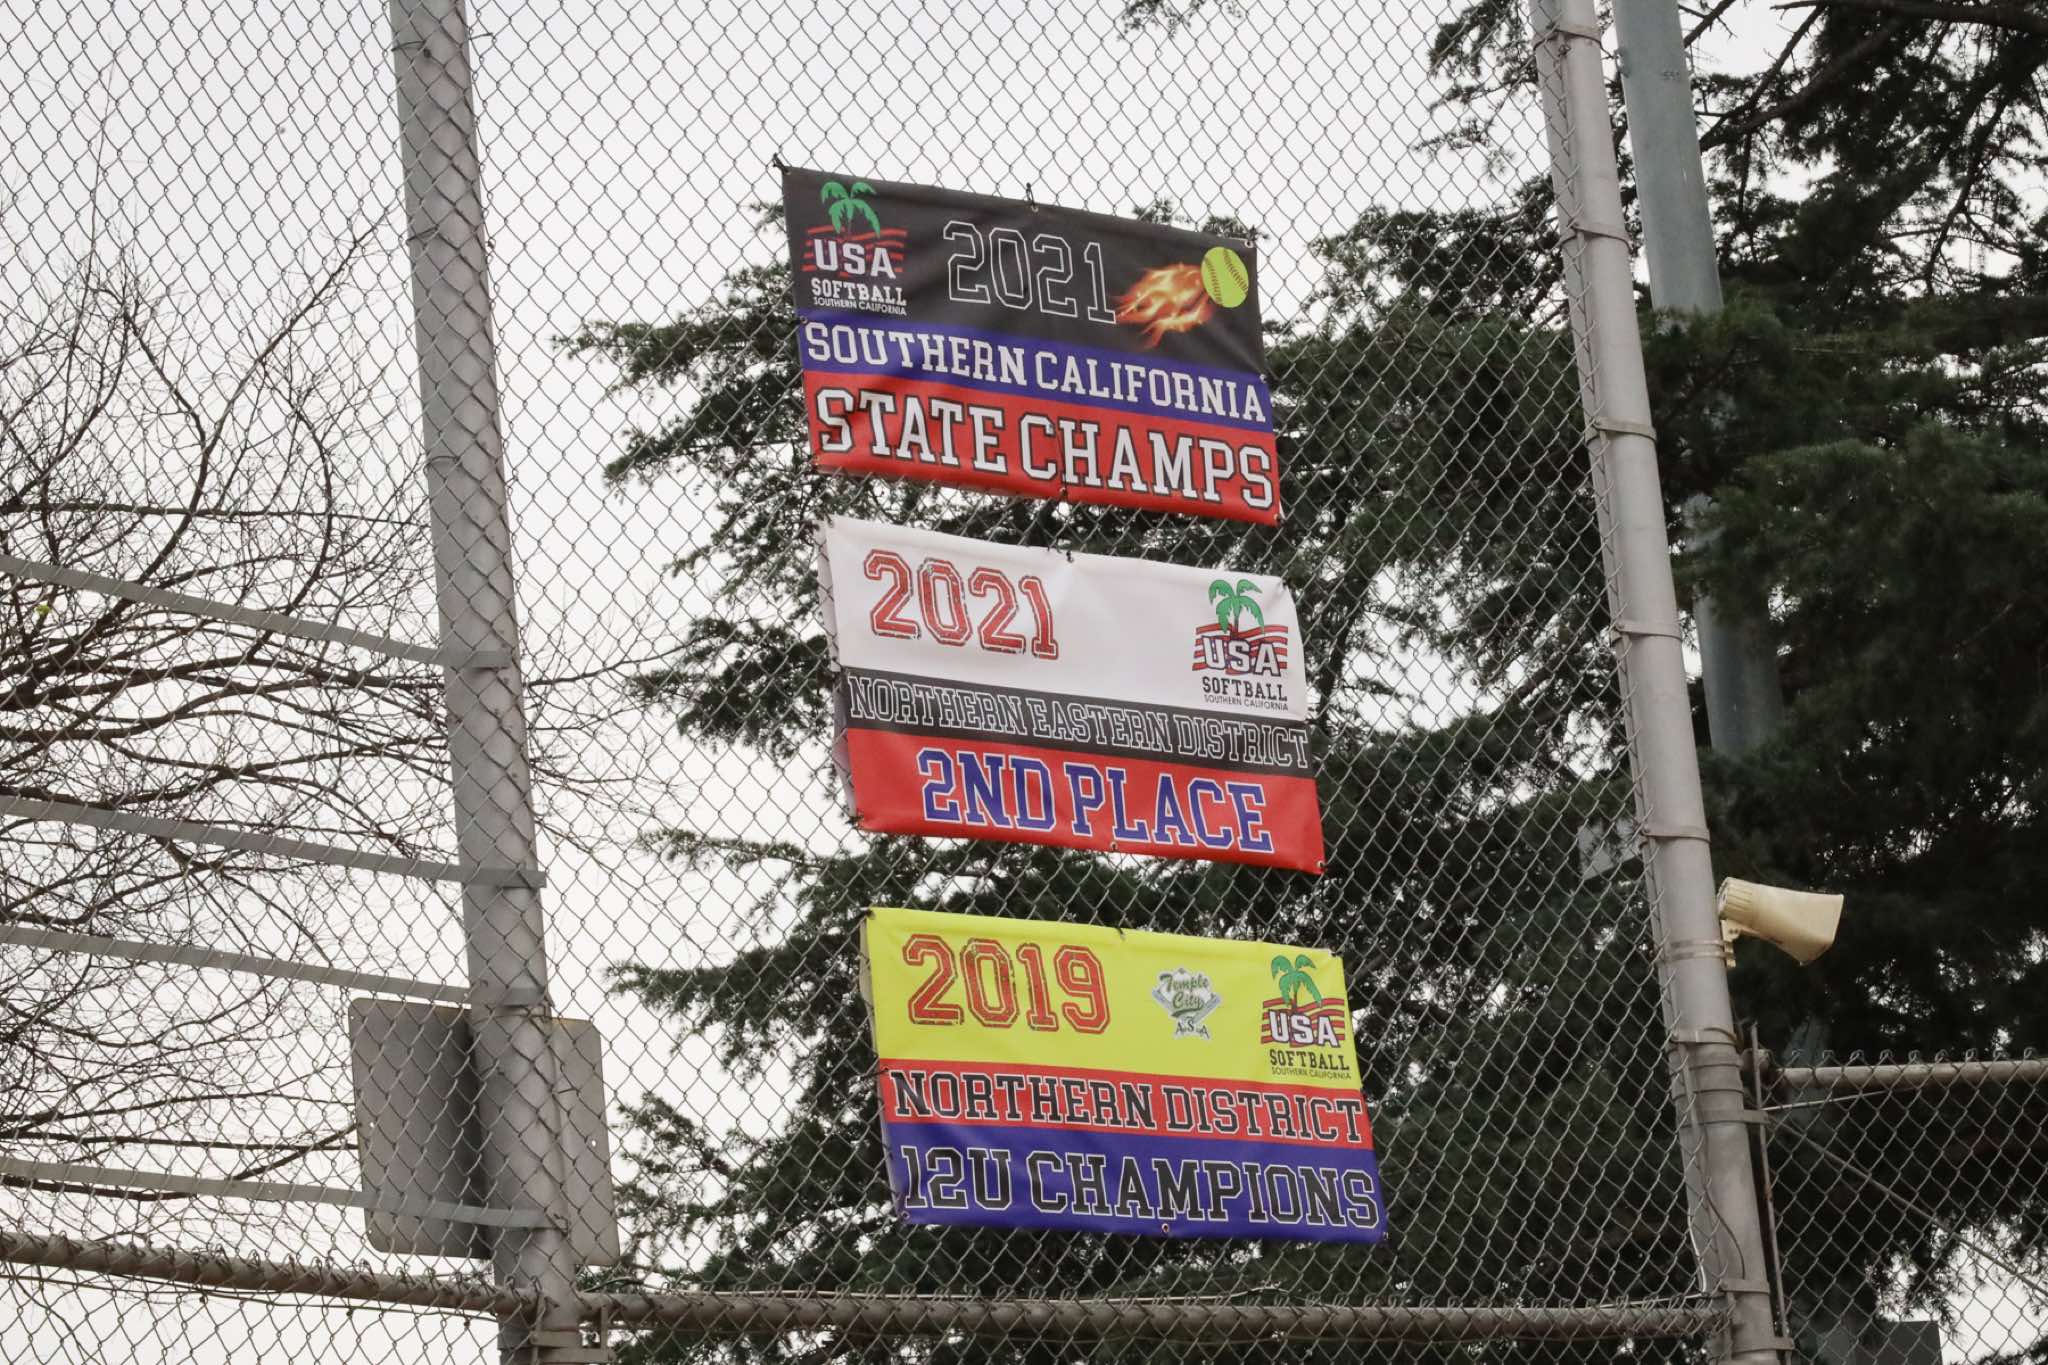 USA
SOFTBALL
SOUTHERN CALIFORNIA
2021
SOUTHERN CALIFORNIA
STATE CHAMPS
2021
USA
SOFTBALL
SOUTHERN CALIFORNIA
NORTHERN EASTERN DISTRICT
2ND PLACE
2019
Temple
City
A.S.A
USA
SOFTBALL
SOUTHERN CALIFORNIA
NORTHERN DISTRICT
12U CHAMPIONS